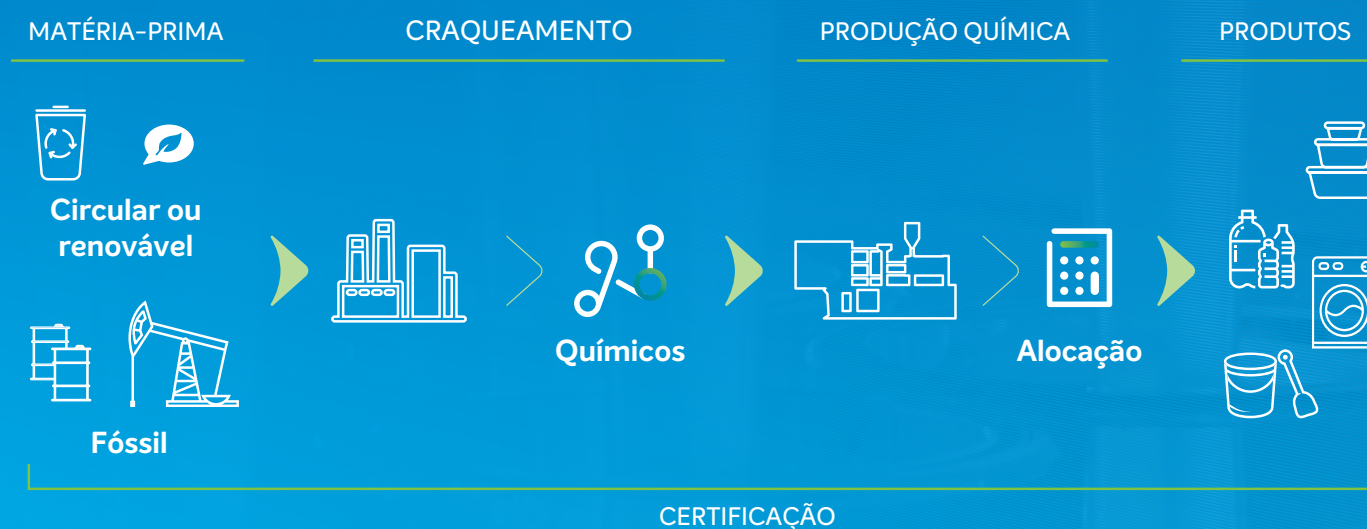 MATÉRIA-PRIMA
CRAQUEAMENTO
PRODUÇÃO QUÍMICA
PRODUTOS
Circular ou
renovável
Químicos
Alocação
Fóssil
CERTIFICAÇÃO